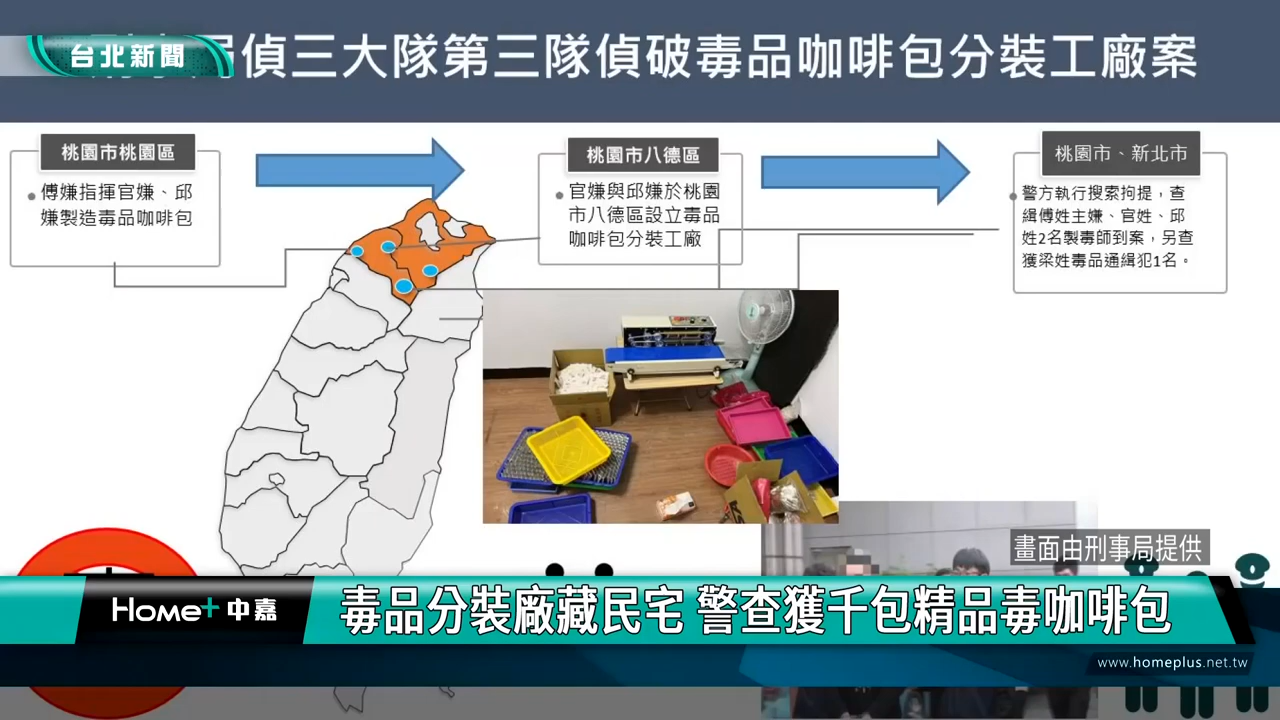 台北新聞
偵三大隊第三隊偵破毒品咖啡包分裝工廠案
桃園市桃園區
傅嫌指揮官嫌、邱
嫌製造毒品咖啡包
桃園市八德區
官嫌與邱嫌於桃園
市八德區設立毒品
咖啡包分裝工廠
桃園市、新北市
警方執行搜索拘提，查
緝傅姓主嫌、官姓、邱
姓2名製毒師到案，另查
獲梁姓毒品通緝犯1名。
畫面由刑事局提供
Home+中嘉
毒品分裝廠藏民宅 警查獲千包精品毒咖啡包
www.homeplus.net.tw